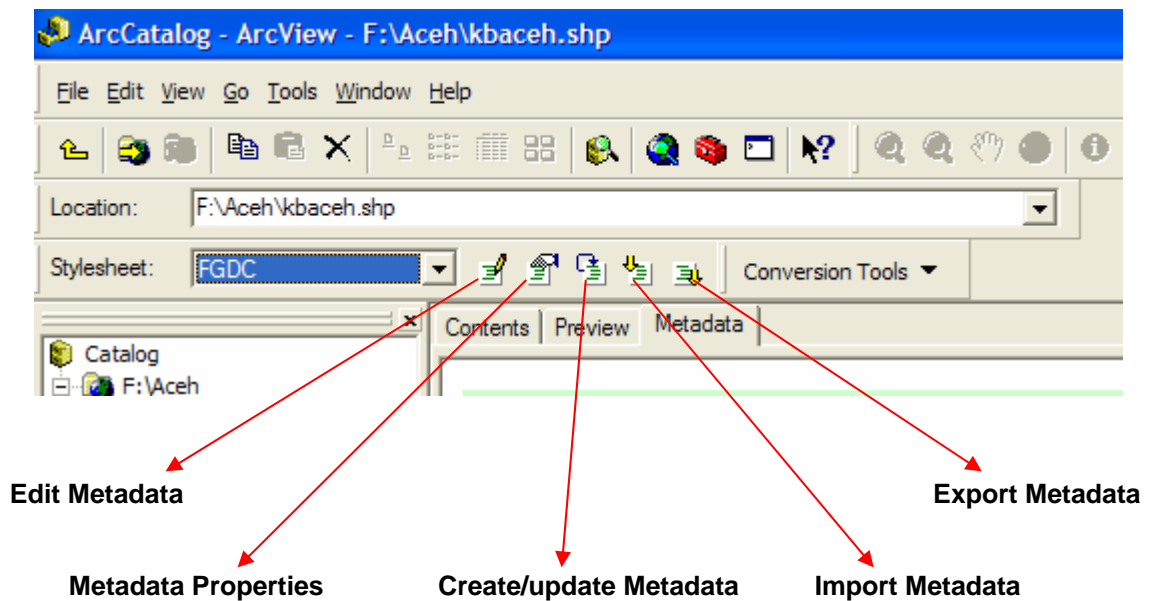 ArcCatalog - ArcView - F:\Aceh\kbaceh.shp
File Edit View Go Tools Window Help
Location: F:\Aceh\kbaceh.shp
Stylesheet: FGDC Conversion Tools
Contents Preview Metadata
Catalog
F:\Aceh
Edit Metadata
Export Metadata
Metadata Properties
Create/update Metadata
Import Metadata